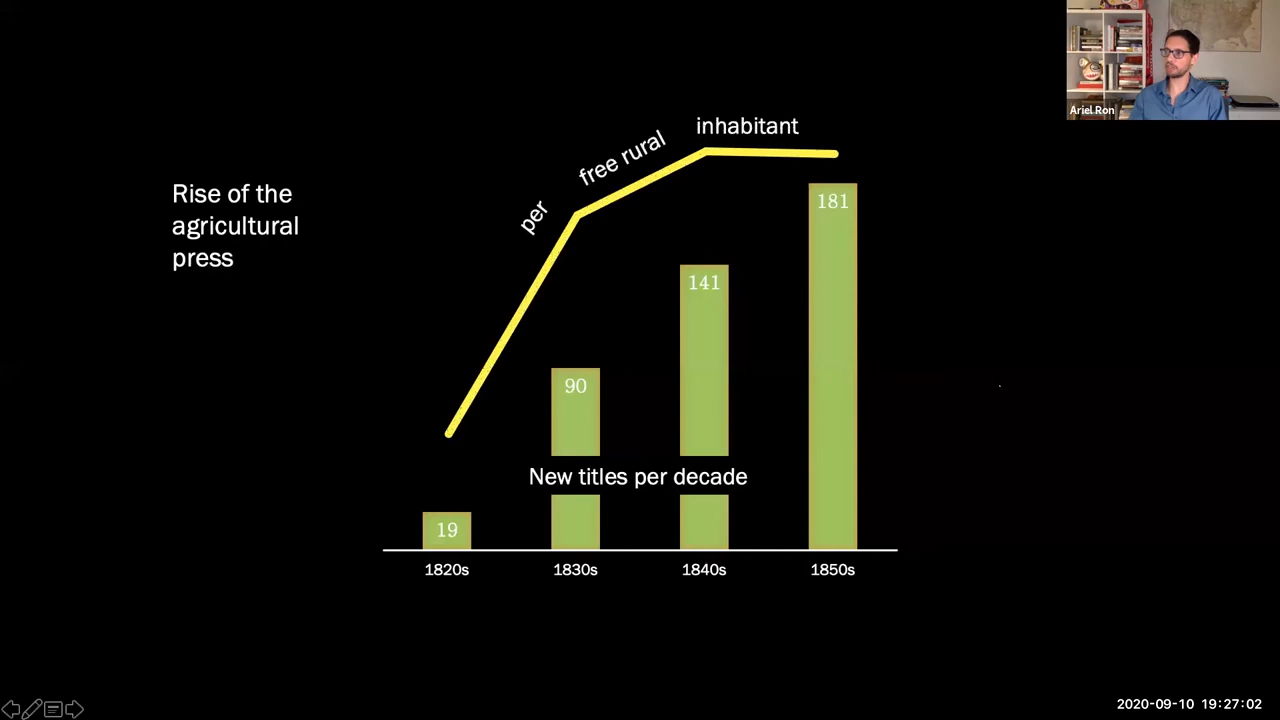 Ariel Ron
Rise of the
agricultural
press
per free rural inhabitant
181
141
90
New titles per decade
19
1820s 1830s 1840s 1850s
2020-09-10 19:27:02